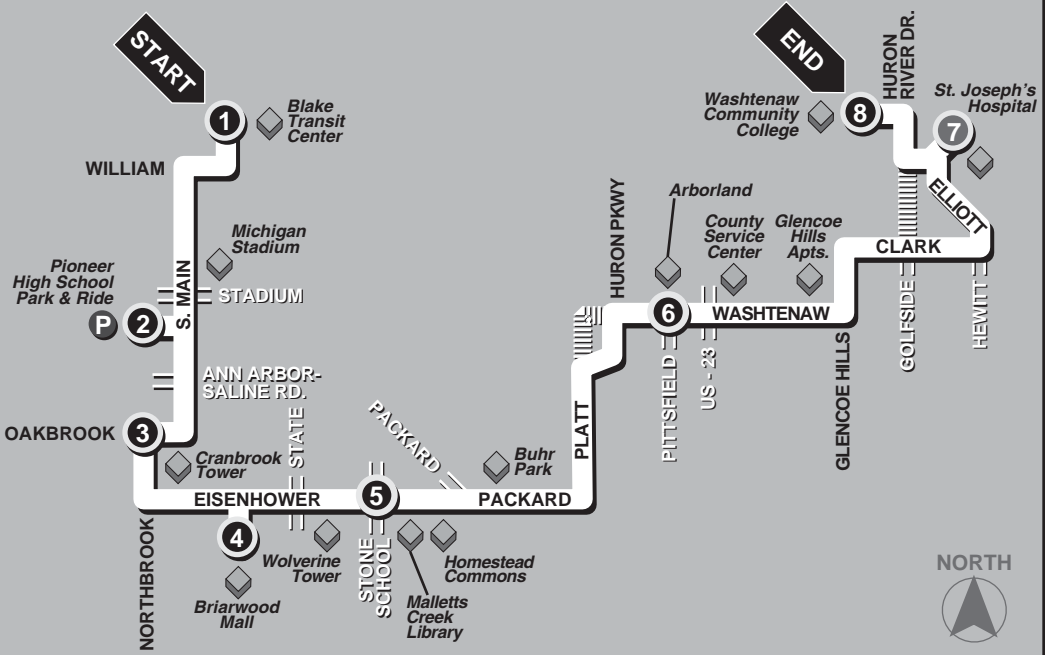 START
1
Blake
Transit
Center
WILLIAM
S. MAIN
Michigan
Stadium
STADIUM
Pioneer
High School
Park & Ride
P
2
ANN ARBOR-
SALINE RD.
OAKBROOK
3
Cranbrook
Tower
NORTHBROOK
EISENHOWER
4
Briarwood
Mall
STATE
Wolverine
Tower
5
STONE
SCHOOL
Malletts
Creek
Library
Homestead
Commons
PACKARD
PACKARD
Buhr
Park
PLATT
HURON PKWY
Arborland
6
PITTSFIELD
US - 23
County
Service
Center
WASHTENAW
Glencoe
Hills
Apts.
GLENCOE HILLS
CLARK
GOLFSIDE
HEWITT
ELLIOTT
St. Joseph's
Hospital
7
HURON
RIVER DR.
8
Washtenaw
Community
College
END
NORTH